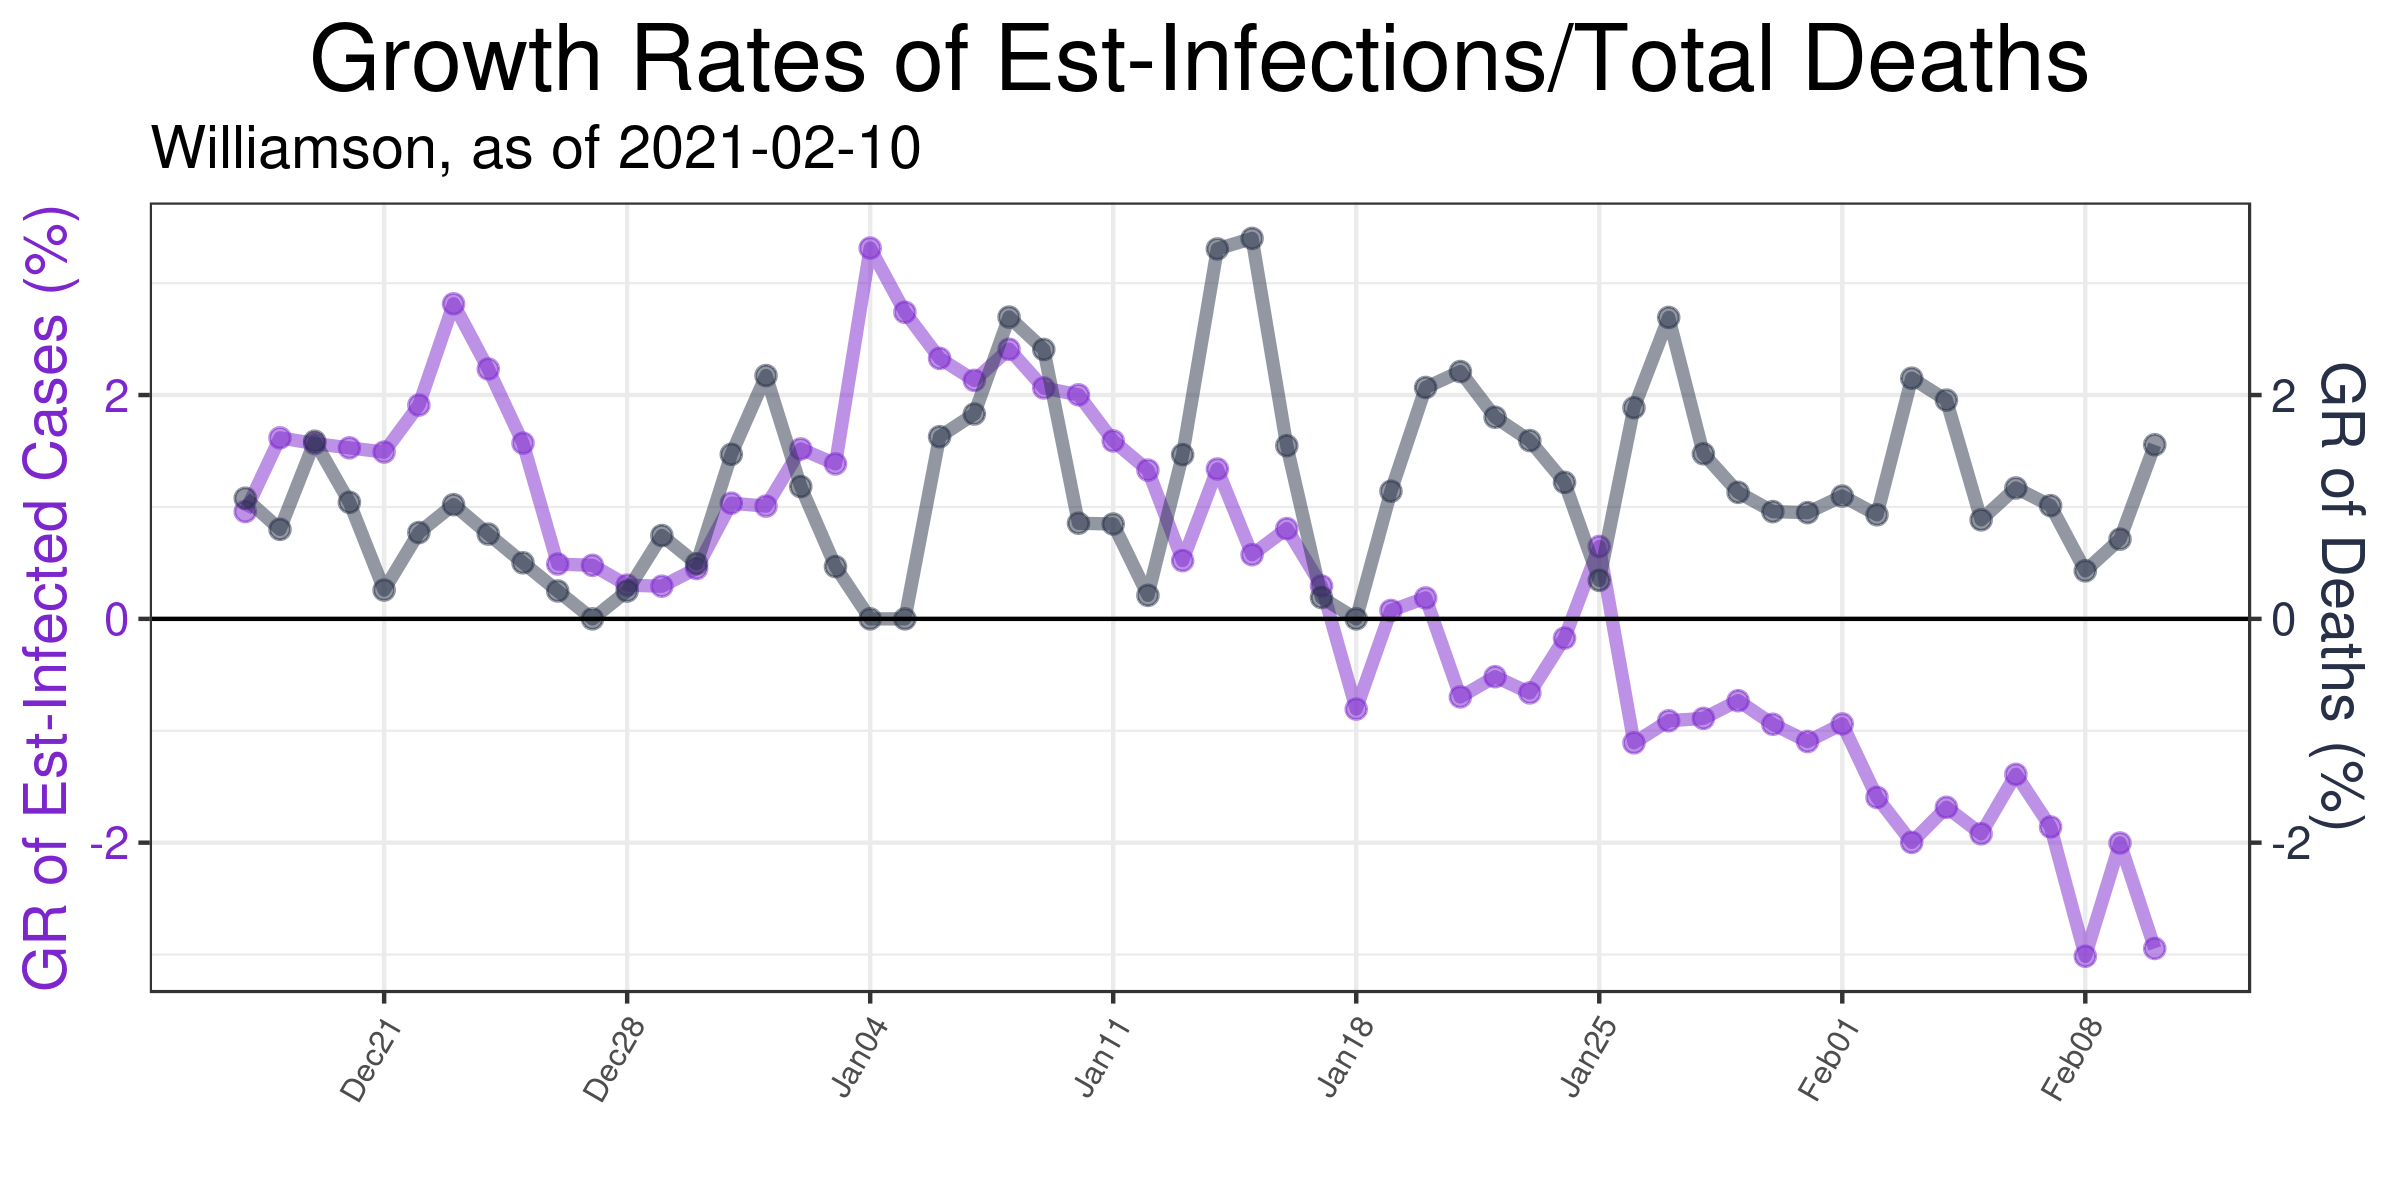 Growth Rates of Est-Infections/Total Deaths
Williamson, as of 2021-02-10
GR of Est-Infected Cases (%)
2
0
-2
2
0
-2
GR of Deaths (%)
Dec21
Dec28
Jan04
Jan11
Jan18
Jan25
Feb01
Feb08